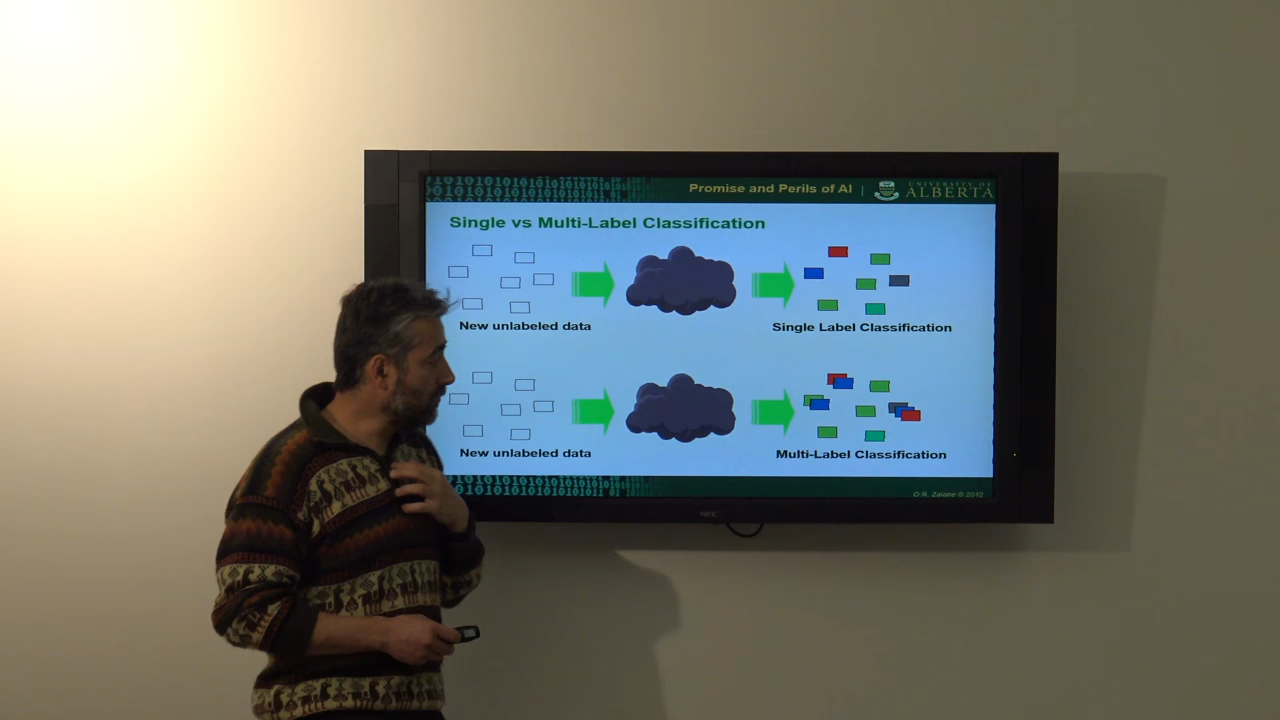 Promise and Perils of AI | UNIVERSITY OF
ALBERTA
Single vs Multi-Label Classification
New unlabeled data
Single Label Classification
New unlabeled data
Multi-Label Classification
O.R. Zaiane © 2012
NEC